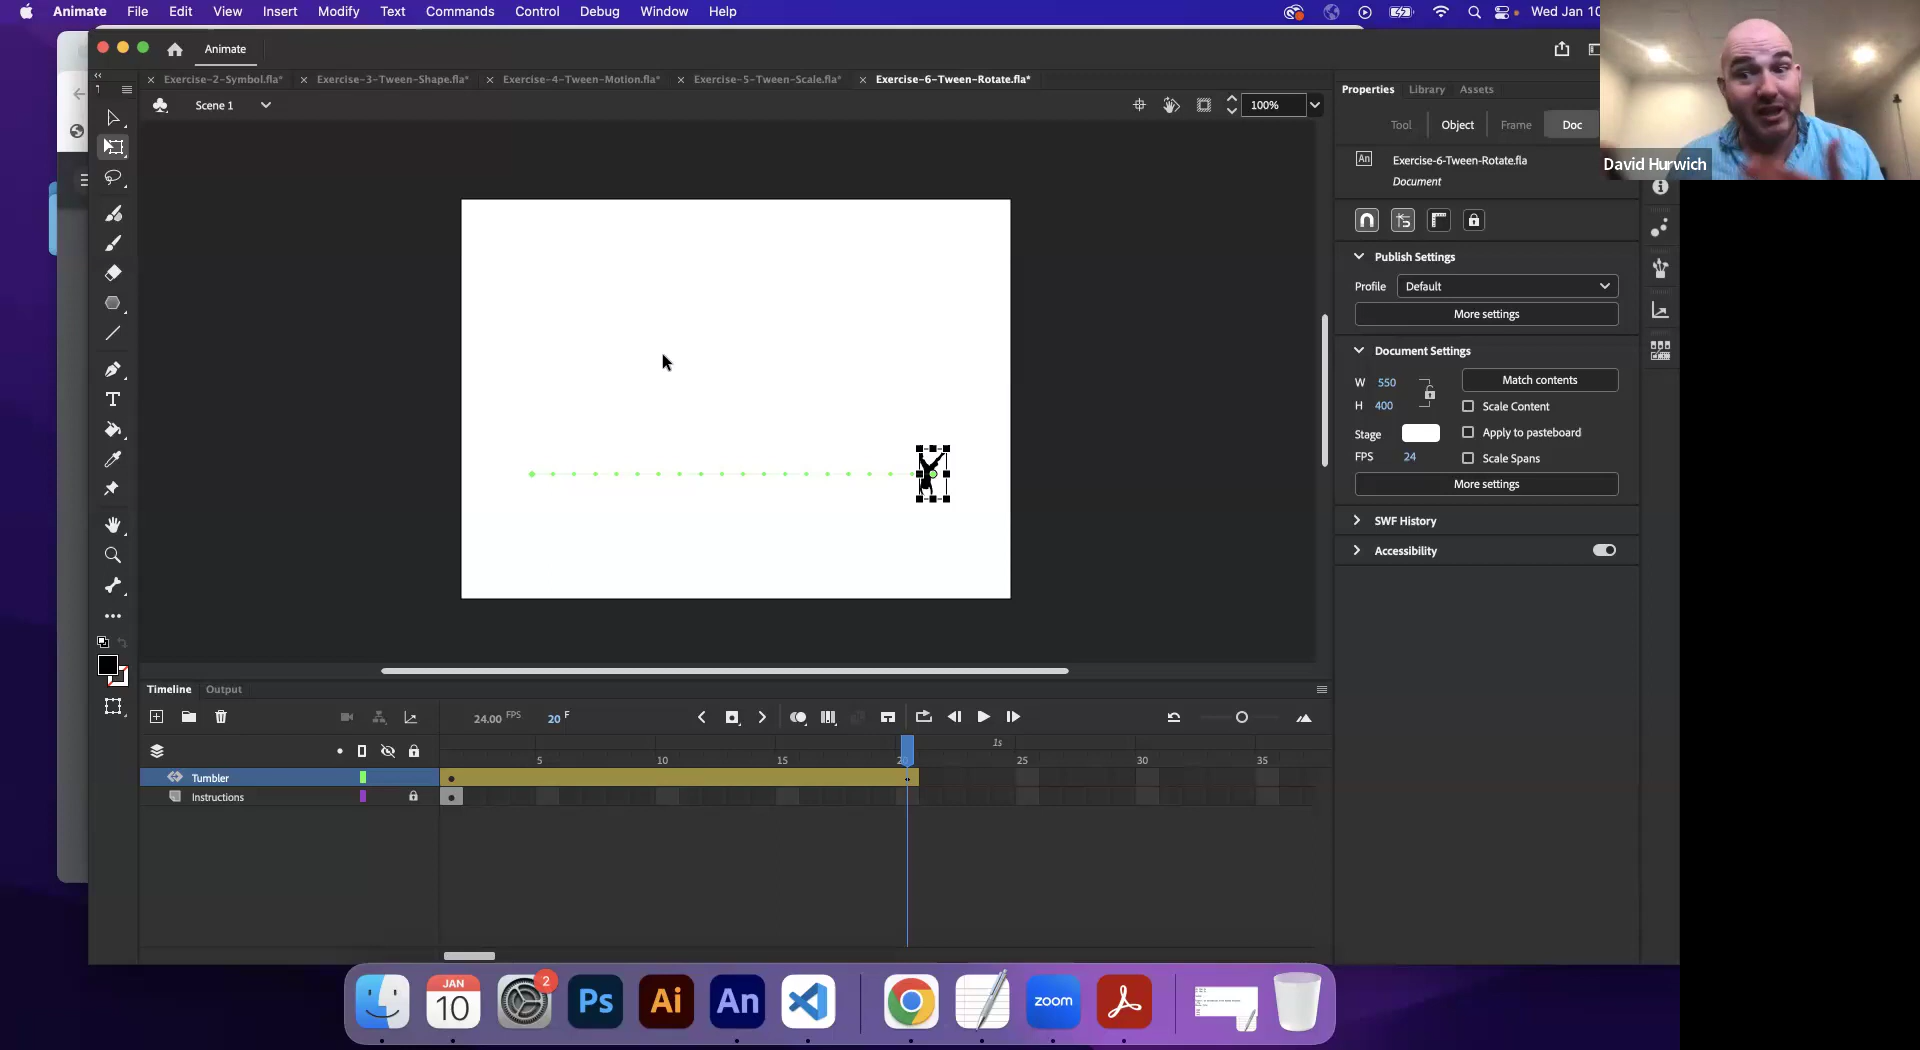 Animate File Edit View Insert Modify Text Commands Control Debug Window Help Wed Jan 10
Animate
Exercise-2-Symbol.fla* Exercise-3-Tween-Shape.fla* Exercise-4-Tween-Motion.fla* Exercise-5-Tween-Scale.fla* Exercise-6-Tween-Rotate.fla*
Scene 1 100%
Properties Library Assets
Tool Object Frame Doc
An Exercise-6-Tween-Rotate.fla
Document
David Hurwich
Publish Settings
Profile Default
More settings
Document Settings
W 550 Match contents
H 400 Scale Content
Stage Apply to pasteboard
FPS 24 Scale Spans
More settings
SWF History
Accessibility
Timeline Output
24.00 FPS 20 F
1s
5 10 15 20 25 30 35
Tumbler
Instructions
JAN
10
2
Ps
Ai
An
zoom